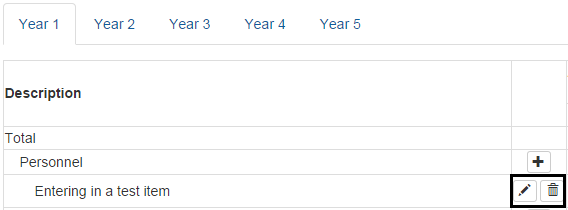 Year 1 Year 2 Year 3 Year 4 Year 5
Description
Total
Personnel
Entering in a test item